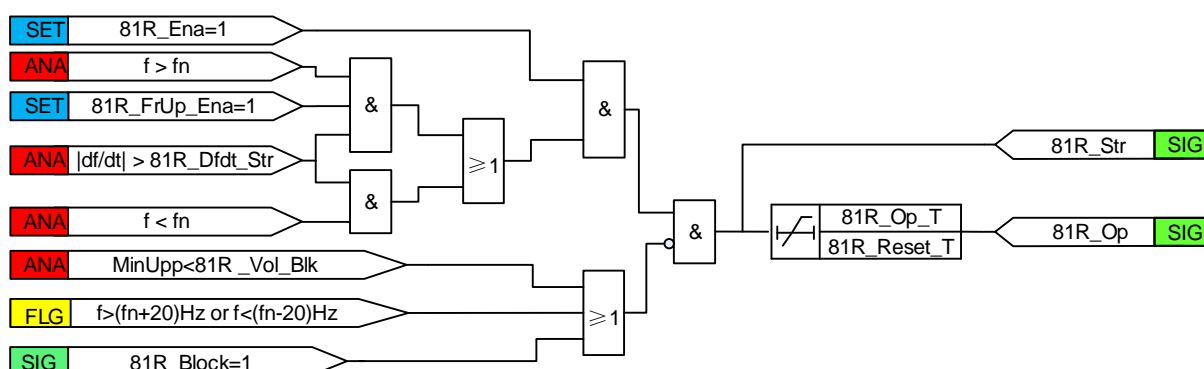 SET 81R_Ena=1
ANA f > fn
SET 81R_FrUp_Ena=1
ANA |df/dt| > 81R_Dfdt_Str
ANA f < fn
ANA MinUpp<81R _Vol_Blk
FLG f>(fn+20)Hz or f<(fn-20)Hz
SIG 81R_Block=1
&
&
≥1
&
≥1
&
81R_Op_T
81R_Reset_T
81R_Str SIG
81R_Op SIG